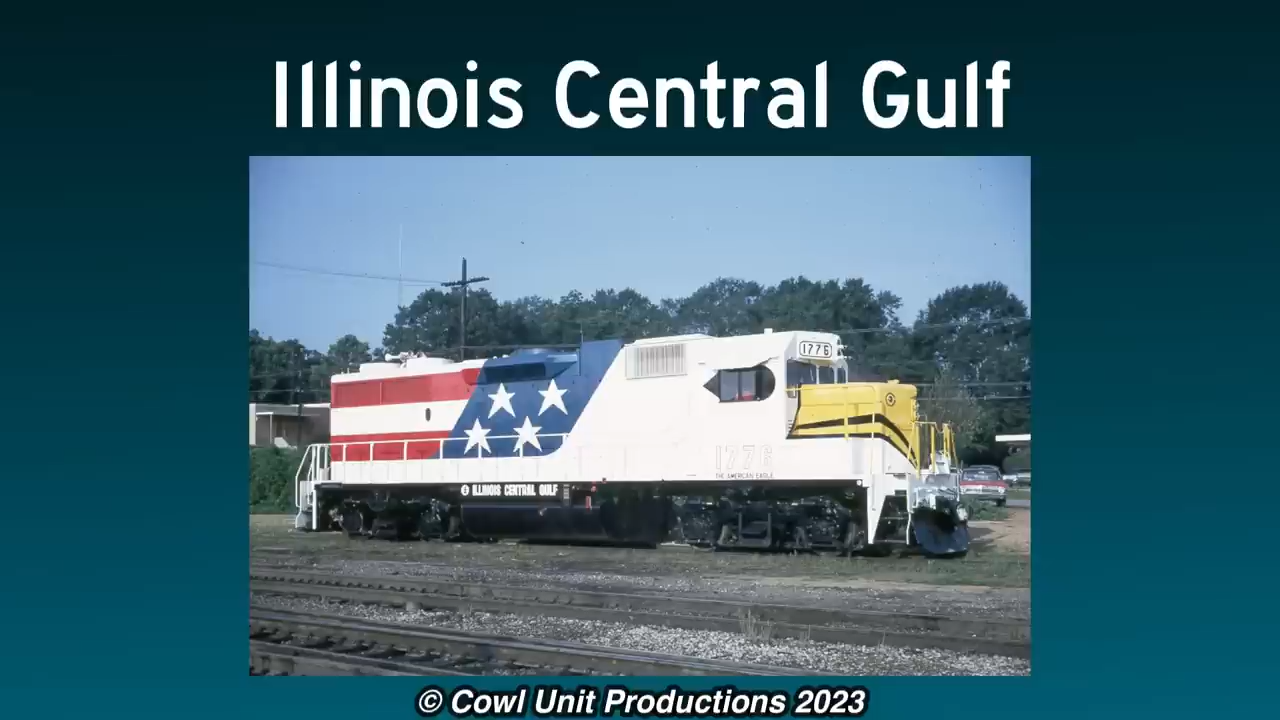 Illinois Central Gulf
1776
1776
THE AMERICAN EAGLE
ILLINOIS CENTRAL GULF
© Cowl Unit Productions 2023